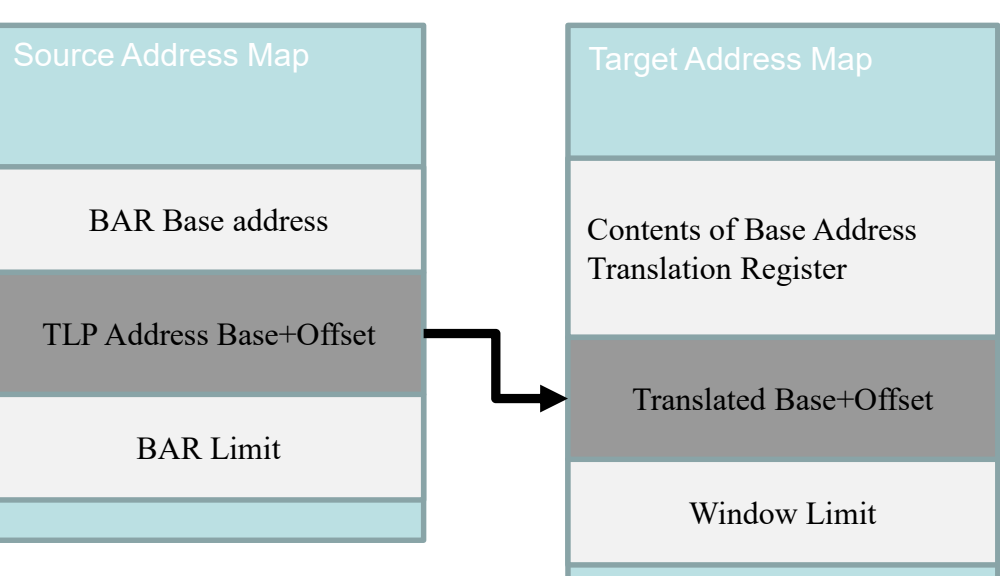 Source Address Map
BAR Base address
TLP Address Base+Offset
BAR Limit
Target Address Map
Contents of Base Address
Translation Register
Translated Base+Offset
Window Limit